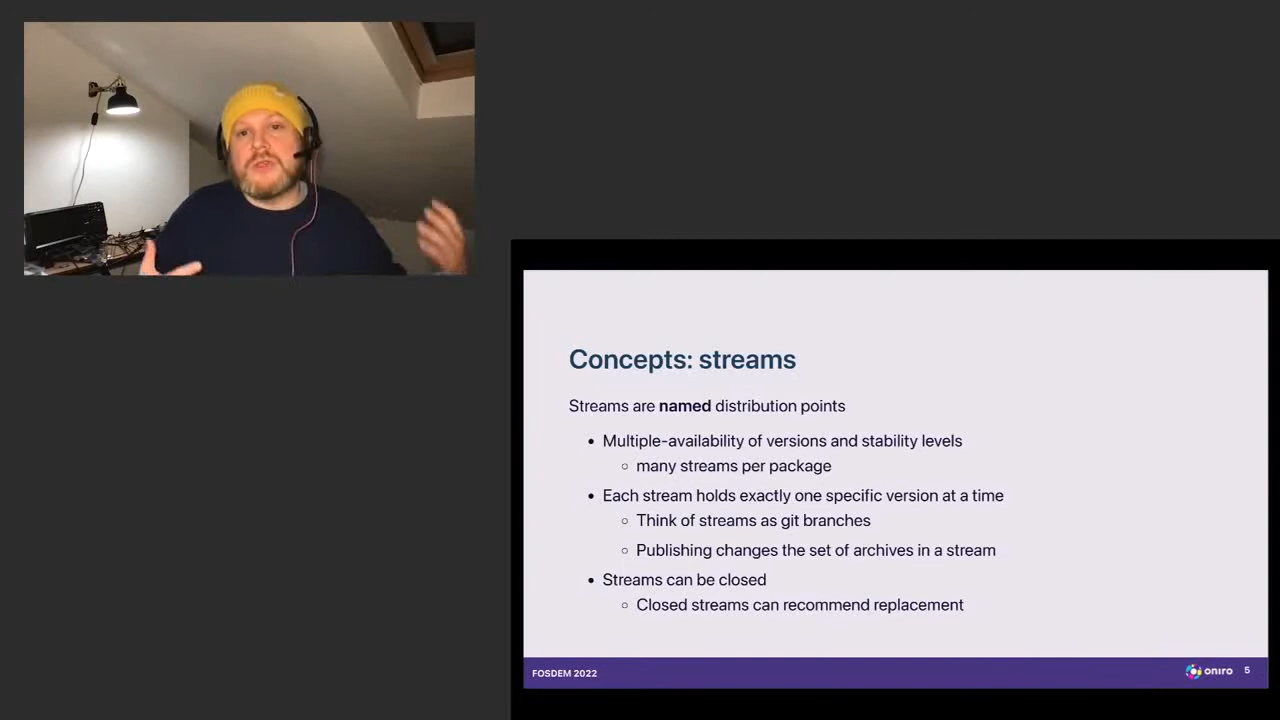 Concepts: streams
Streams are named distribution points
• Multiple-availability of versions and stability levels
○ many streams per package
• Each stream holds exactly one specific version at a time
○ Think of streams as git branches
○ Publishing changes the set of archives in a stream
• Streams can be closed
○ Closed streams can recommend replacement
FOSDEM 2022
oniro 5